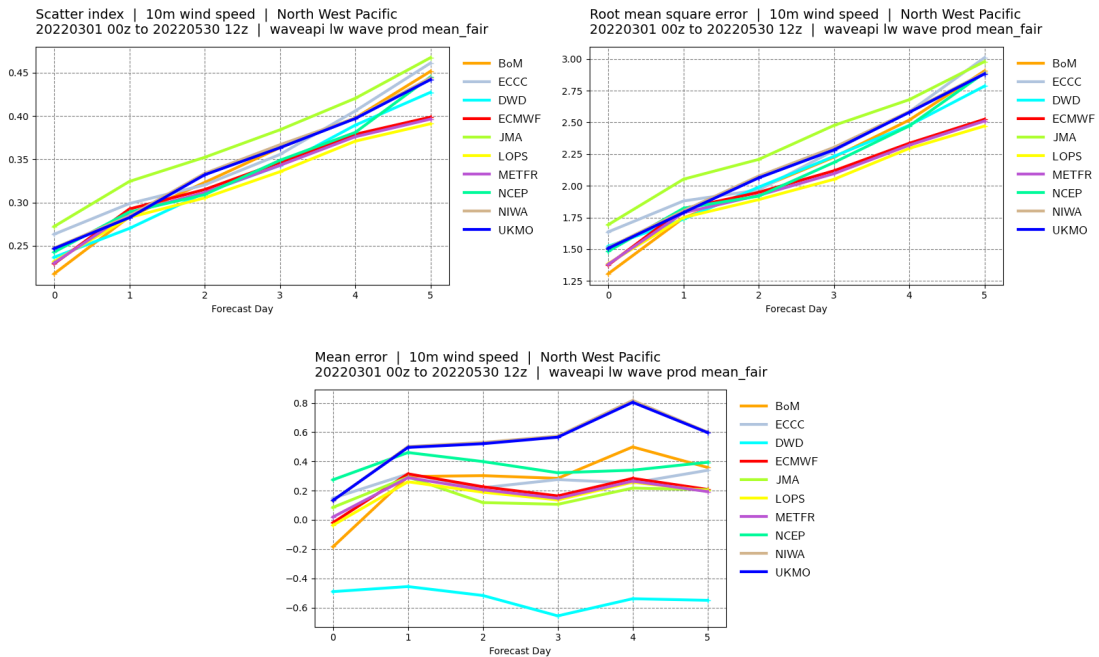 Scatter index | 10m wind speed | North West Pacific
20220301 00z to 20220530 12z | waveapi lw wave prod mean_fair
0.45
0.40
0.35
0.30
0.25
0 1 2 3 4 5
Forecast Day
BoM
ECCC
DWD
ECMWF
JMA
LOPS
METFR
NCEP
NIWA
UKMO
Root mean square error | 10m wind speed | North West Pacific
20220301 00z to 20220530 12z | waveapi lw wave prod mean_fair
3.00
2.75
2.50
2.25
2.00
1.75
1.50
1.25
0 1 2 3 4 5
Forecast Day
BoM
ECCC
DWD
ECMWF
JMA
LOPS
METFR
NCEP
NIWA
UKMO
Mean error | 10m wind speed | North West Pacific
20220301 00z to 20220530 12z | waveapi lw wave prod mean_fair
0.8
0.6
0.4
0.2
0.0
−0.2
−0.4
−0.6
0 1 2 3 4 5
Forecast Day
BoM
ECCC
DWD
ECMWF
JMA
LOPS
METFR
NCEP
NIWA
UKMO